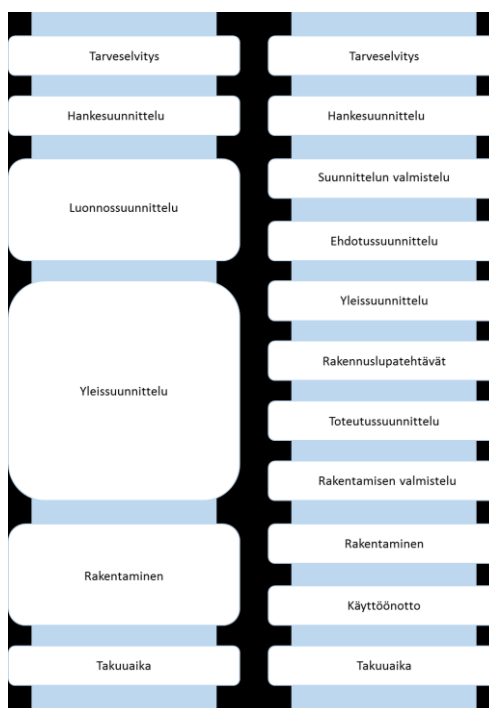 Tarveselvitys
Hankesuunnittelu
Luonnossuunnittelu
Yleissuunnittelu
Rakentaminen
Takuuaika
Tarveselvitys
Hankesuunnittelu
Suunnittelun valmistelu
Ehdotussuunnittelu
Yleissuunnittelu
Rakennuslupatehtävät
Toteutussuunnittelu
Rakentamisen valmistelu
Rakentaminen
Käyttöönotto
Takuuaika